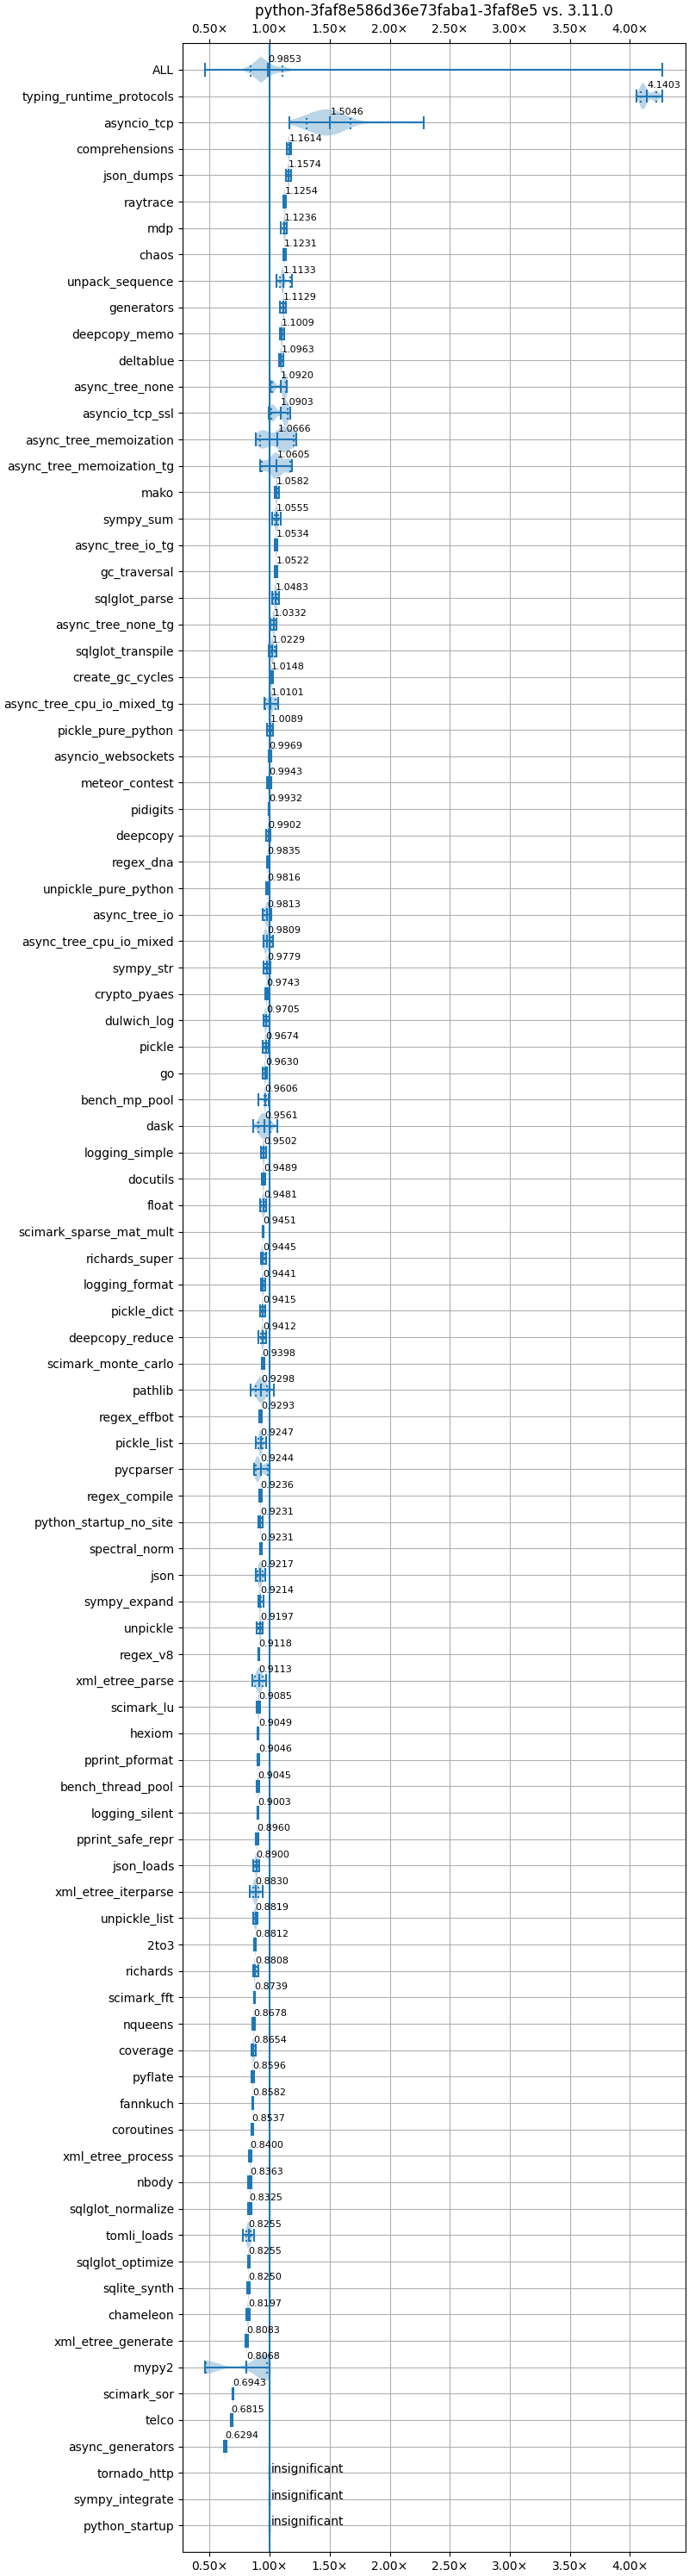 python-3faf8e586d36e73faba1-3faf8e5 vs. 3.11.0
0.50× 1.00× 1.50× 2.00× 2.50× 3.00× 3.50× 4.00×
ALL 0.9853
typing_runtime_protocols 4.1403
asyncio_tcp 1.5046
comprehensions 1.1614
json_dumps 1.1574
raytrace 1.1254
mdp 1.1236
chaos 1.1231
unpack_sequence 1.1133
generators 1.1129
deepcopy_memo 1.1009
deltablue 1.0963
async_tree_none 1.0920
asyncio_tcp_ssl 1.0903
async_tree_memoization 1.0666
async_tree_memoization_tg 1.0605
mako 1.0582
sympy_sum 1.0555
async_tree_io_tg 1.0534
gc_traversal 1.0522
sqlglot_parse 1.0483
async_tree_none_tg 1.0332
sqlglot_transpile 1.0229
create_gc_cycles 1.0148
async_tree_cpu_io_mixed_tg 1.0101
pickle_pure_python 1.0089
asyncio_websockets 0.9969
meteor_contest 0.9943
pidigits 0.9932
deepcopy 0.9902
regex_dna 0.9835
unpickle_pure_python 0.9816
async_tree_io 0.9813
async_tree_cpu_io_mixed 0.9809
sympy_str 0.9779
crypto_pyaes 0.9743
dulwich_log 0.9705
pickle 0.9674
go 0.9630
bench_mp_pool 0.9606
dask 0.9561
logging_simple 0.9502
docutils 0.9489
float 0.9481
scimark_sparse_mat_mult 0.9451
richards_super 0.9445
logging_format 0.9441
pickle_dict 0.9415
deepcopy_reduce 0.9412
scimark_monte_carlo 0.9398
pathlib 0.9298
regex_effbot 0.9293
pickle_list 0.9247
pycparser 0.9244
regex_compile 0.9236
python_startup_no_site 0.9231
spectral_norm 0.9231
json 0.9217
sympy_expand 0.9214
unpickle 0.9197
regex_v8 0.9118
xml_etree_parse 0.9113
scimark_lu 0.9085
hexiom 0.9049
pprint_pformat 0.9046
bench_thread_pool 0.9045
logging_silent 0.9003
pprint_safe_repr 0.8960
json_loads 0.8900
xml_etree_iterparse 0.8830
unpickle_list 0.8819
2to3 0.8812
richards 0.8808
scimark_fft 0.8739
nqueens 0.8678
coverage 0.8654
pyflate 0.8596
fannkuch 0.8582
coroutines 0.8537
xml_etree_process 0.8400
nbody 0.8363
sqlglot_normalize 0.8325
tomli_loads 0.8255
sqlglot_optimize 0.8255
sqlite_synth 0.8250
chameleon 0.8197
xml_etree_generate 0.8083
mypy2 0.8068
scimark_sor 0.6943
telco 0.6815
async_generators 0.6294
tornado_http insignificant
sympy_integrate insignificant
python_startup insignificant
0.50× 1.00× 1.50× 2.00× 2.50× 3.00× 3.50× 4.00×